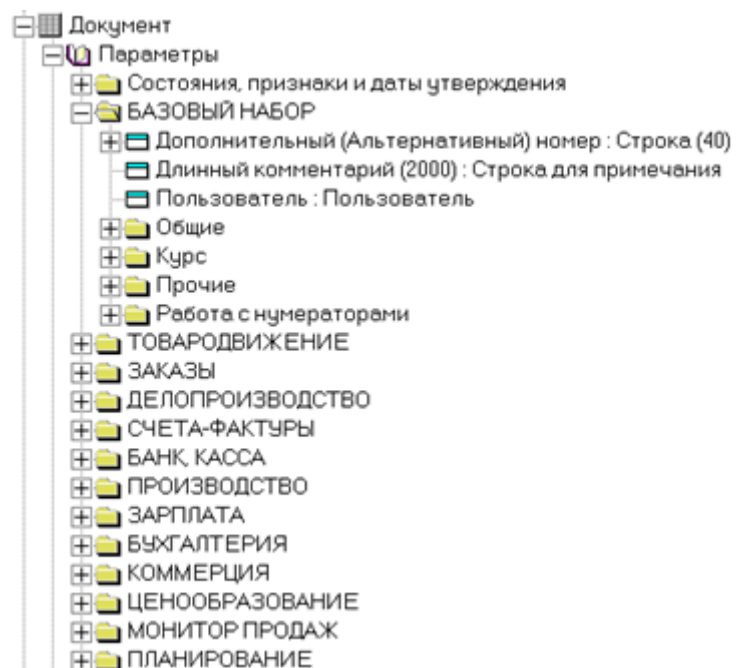 Документ
Параметры
Состояния, признаки и даты утверждения
БАЗОВЫЙ НАБОР
Дополнительный (Альтернативный) номер : Строка (40)
Длинный комментарий (2000) : Строка для примечания
Пользователь : Пользователь
Общие
Курс
Прочие
Работа с нумераторами
ТОВАРОДВИЖЕНИЕ
ЗАКАЗЫ
ДЕЛОПРОИЗВОДСТВО
СЧЕТА-ФАКТУРЫ
БАНК, КАССА
ПРОИЗВОДСТВО
ЗАРПЛАТА
БУХГАЛТЕРИЯ
КОММЕРЦИЯ
ЦЕНООБРАЗОВАНИЕ
МОНИТОР ПРОДАЖ
ПЛАНИРОВАНИЕ